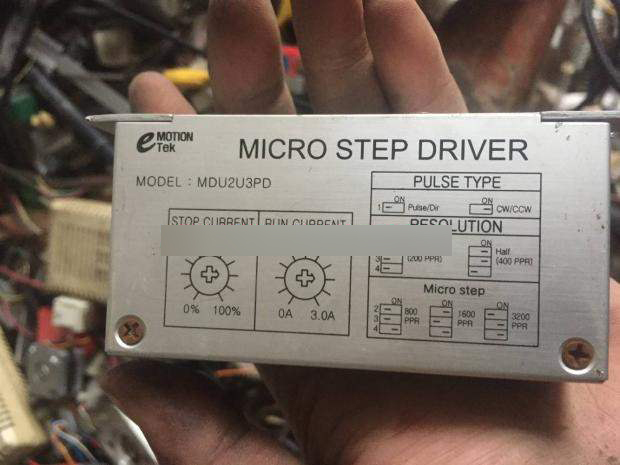 e MOTION Tek
MICRO STEP DRIVER
MODEL : MDU2U3PD
STOP CURRENT
0% 100%
RUN CURRENT
0A 3.0A
PULSE TYPE
1 ON Pulse/Dir
ON CW/CCW
RESOLUTION
3 (200 PPR)
4
ON Half
(400 PPR)
Micro step
ON ON ON
2 800 1600 3200
3 PPR PPR PPR
4